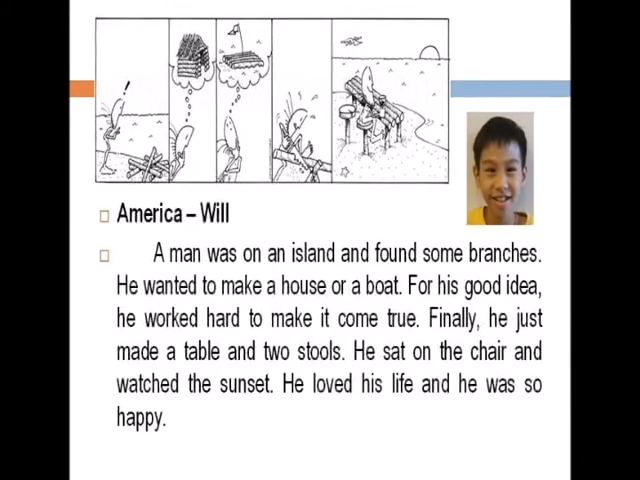 !
America – Will
A man was on an island and found some branches.
He wanted to make a house or a boat. For his good idea,
he worked hard to make it come true. Finally, he just
made a table and two stools. He sat on the chair and
watched the sunset. He loved his life and he was so
happy.